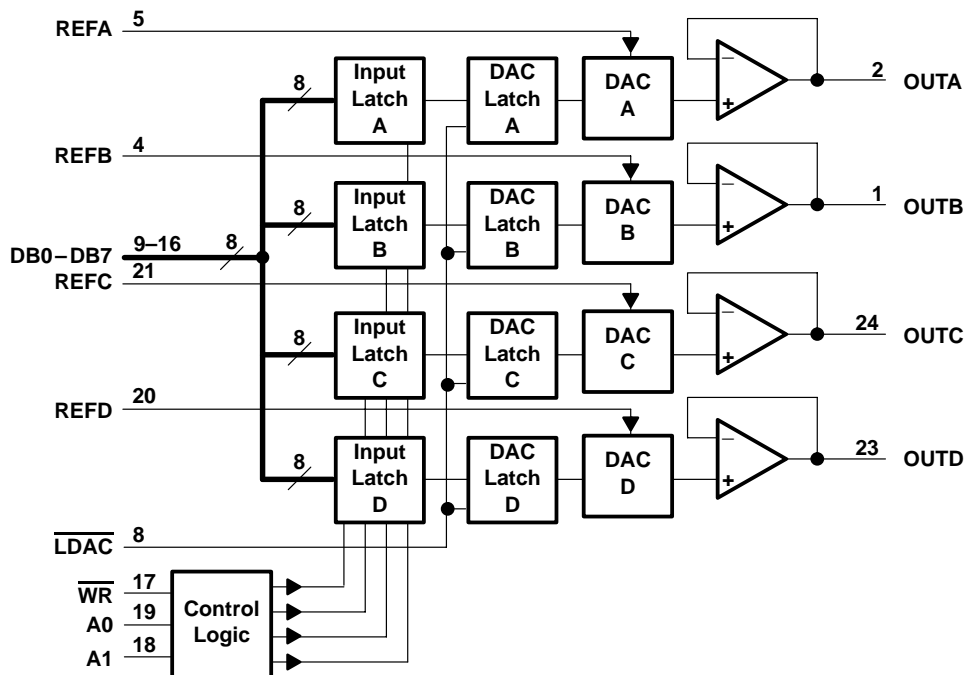 REFA 5
8 Input Latch A
DAC Latch A
DAC A
− +
2 OUTA
REFB 4
8 Input Latch B
DAC Latch B
DAC B
− +
1 OUTB
DB0–DB7 9–16 8
REFC 21
8 Input Latch C
DAC Latch C
DAC C
− +
24 OUTC
REFD 20
8 Input Latch D
DAC Latch D
DAC D
− +
23 OUTD
LDAC 8
WR 17
A0 19
A1 18
Control Logic